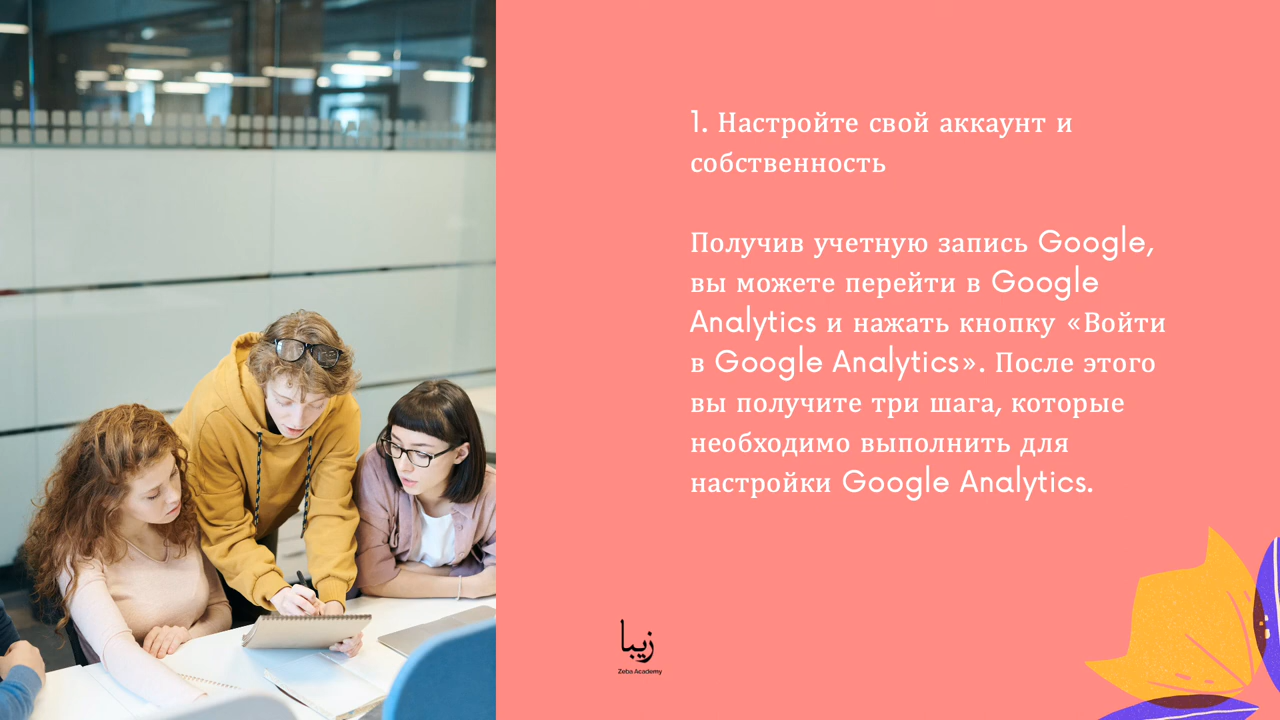 1. Настройте свой аккаунт и
собственность
Получив учетную запись Google,
вы можете перейти в Google
Analytics и нажать кнопку «Войти
в Google Analytics». После этого
вы получите три шага, которые
необходимо выполнить для
настройки Google Analytics.
زیبا
Zeba Academy